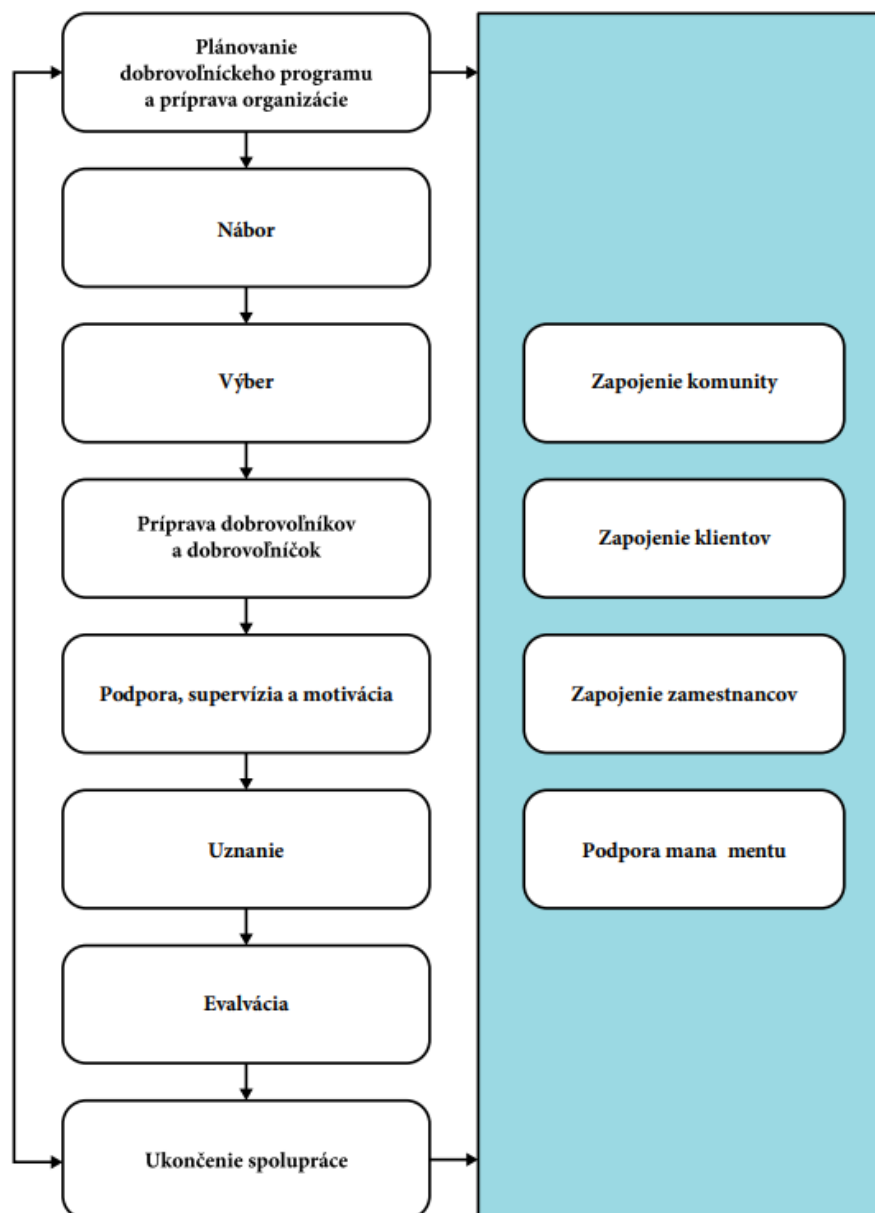 Plánovanie
dobrovoľníckeho programu
a príprava organizácie
Nábor
Výber
Príprava dobrovoľníkov
a dobrovoľníčok
Podpora, supervízia a motivácia
Uznanie
Evalvácia
Ukončenie spolupráce
Zapojenie komunity
Zapojenie klientov
Zapojenie zamestnancov
Podpora mana mentu